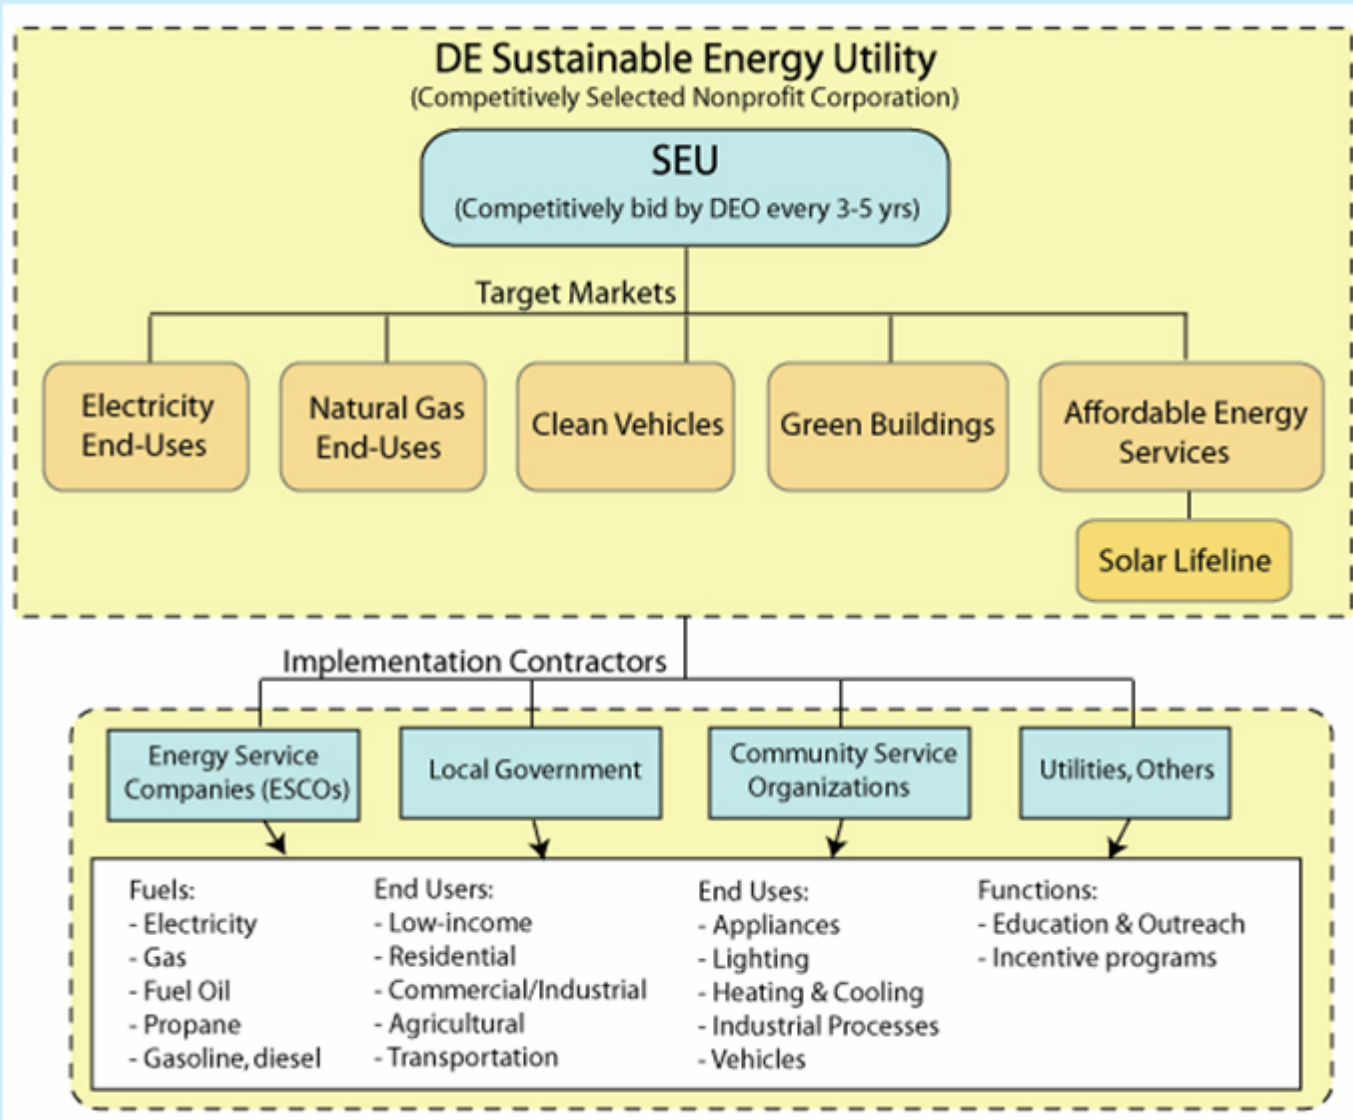 DE Sustainable Energy Utility
(Competitively Selected Nonprofit Corporation)
SEU
(Competitively bid by DEO every 3-5 yrs)
Target Markets
Electricity
End-Uses
Natural Gas
End-Uses
Clean Vehicles
Green Buildings
Affordable Energy
Services
Solar Lifeline
Implementation Contractors
Energy Service
Companies (ESCOs)
Local Government
Community Service
Organizations
Utilities, Others
Fuels:
- Electricity
- Gas
- Fuel Oil
- Propane
- Gasoline, diesel
End Users:
- Low-income
- Residential
- Commercial/Industrial
- Agricultural
- Transportation
End Uses:
- Appliances
- Lighting
- Heating & Cooling
- Industrial Processes
- Vehicles
Functions:
- Education & Outreach
- Incentive programs